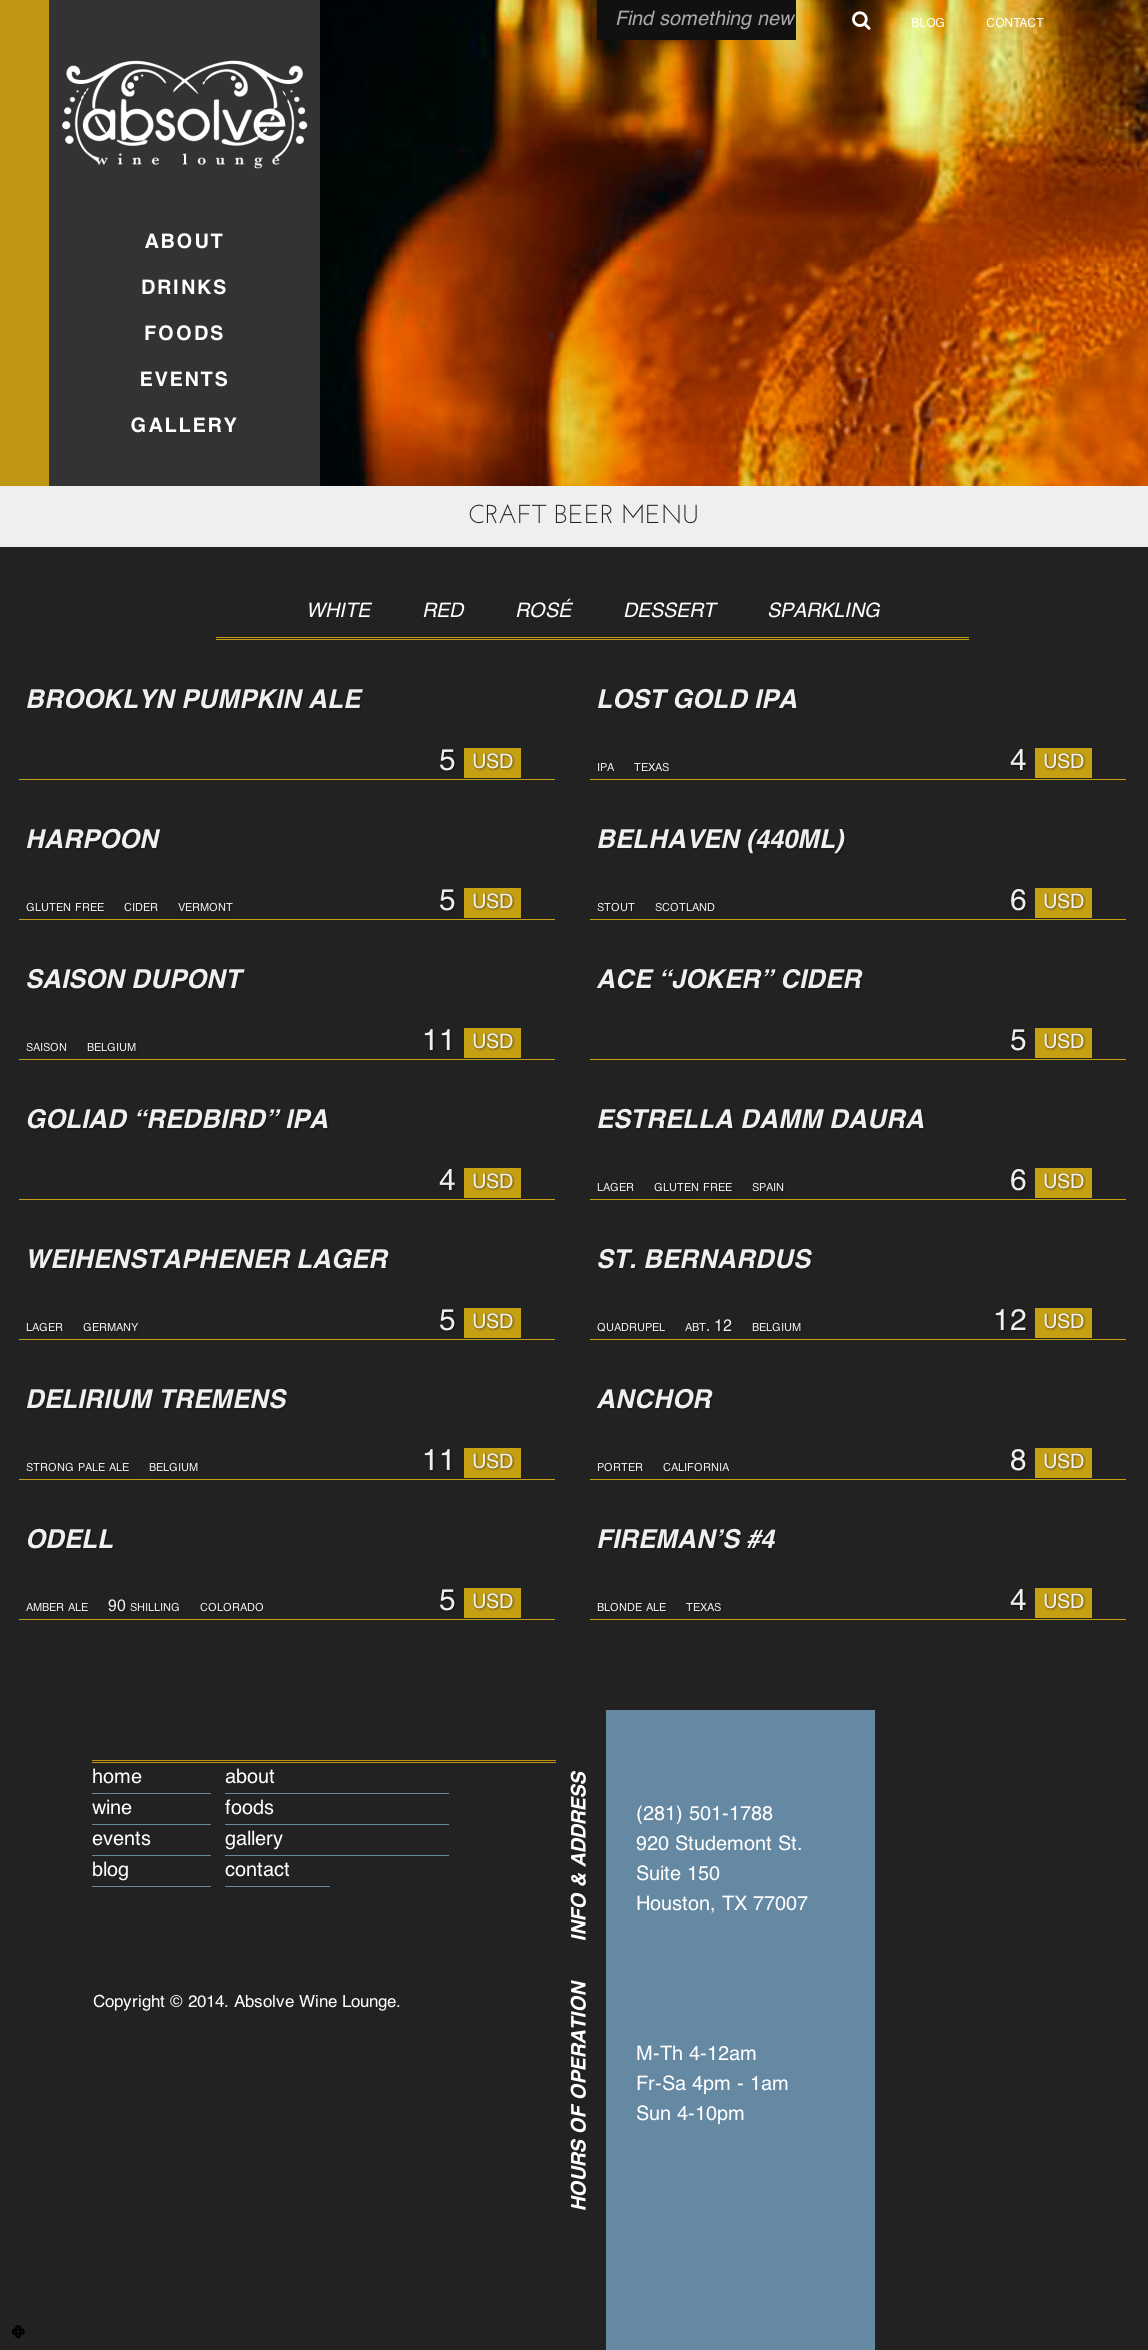 Find something new
BLOG
CONTACT
absolve
wine lounge
ABOUT
DRINKS
FOODS
EVENTS
GALLERY
CRAFT BEER MENU
WHITE RED ROSÉ DESSERT SPARKLING
BROOKLYN PUMPKIN ALE
5 USD
LOST GOLD IPA
IPA TEXAS 4 USD
HARPOON
GLUTEN FREE CIDER VERMONT 5 USD
BELHAVEN (440ML)
STOUT SCOTLAND 6 USD
SAISON DUPONT
SAISON BELGIUM 11 USD
ACE “JOKER” CIDER
5 USD
GOLIAD “REDBIRD” IPA
4 USD
ESTRELLA DAMM DAURA
LAGER GLUTEN FREE SPAIN 6 USD
WEIHENSTAPHENER LAGER
LAGER GERMANY 5 USD
ST. BERNARDUS
QUADRUPEL ABT. 12 BELGIUM 12 USD
DELIRIUM TREMENS
STRONG PALE ALE BELGIUM 11 USD
ANCHOR
PORTER CALIFORNIA 8 USD
ODELL
AMBER ALE 90 SHILLING COLORADO 5 USD
FIREMAN’S #4
BLONDE ALE TEXAS 4 USD
home about
wine foods
events gallery
blog contact
Copyright © 2014. Absolve Wine Lounge.
INFO & ADDRESS
(281) 501-1788
920 Studemont St.
Suite 150
Houston, TX 77007
HOURS OF OPERATION
M-Th 4-12am
Fr-Sa 4pm - 1am
Sun 4-10pm